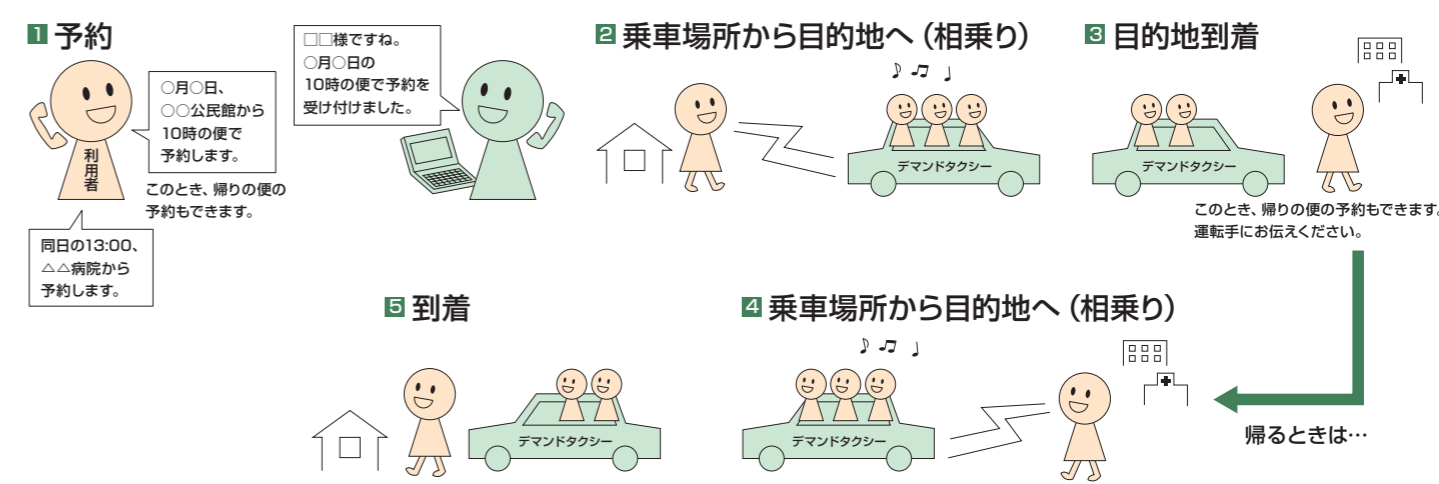 1 予約
○月○日、
○○公民館から
10時の便で
予約します。
利用者
このとき、帰りの便の
予約もできます。
同日の13:00、
△△病院から
予約します。
□□様ですね。
○月○日の
10時の便で予約を
受け付けました。
2 乗車場所から目的地へ（相乗り）
デマンドタクシー
3 目的地到着
デマンドタクシー
このとき、帰りの便の予約もできます。
運転手にお伝えください。
帰るときは…
4 乗車場所から目的地へ（相乗り）
デマンドタクシー
5 到着
デマンドタクシー